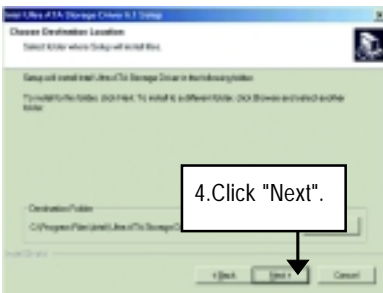 Intel Ultra ATA Storage Driver 6.1 Setup
Choose Destination Location
Select folder where Setup will install files.
Setup will install Intel Ultra ATA Storage Driver in the following folder.
To install to this folder, click Next. To install to a different folder, click Browse and select another
folder.
4.Click "Next".
Destination Folder
C:\Program Files\Intel\Ultra ATA Storage D
< Back Next > Cancel